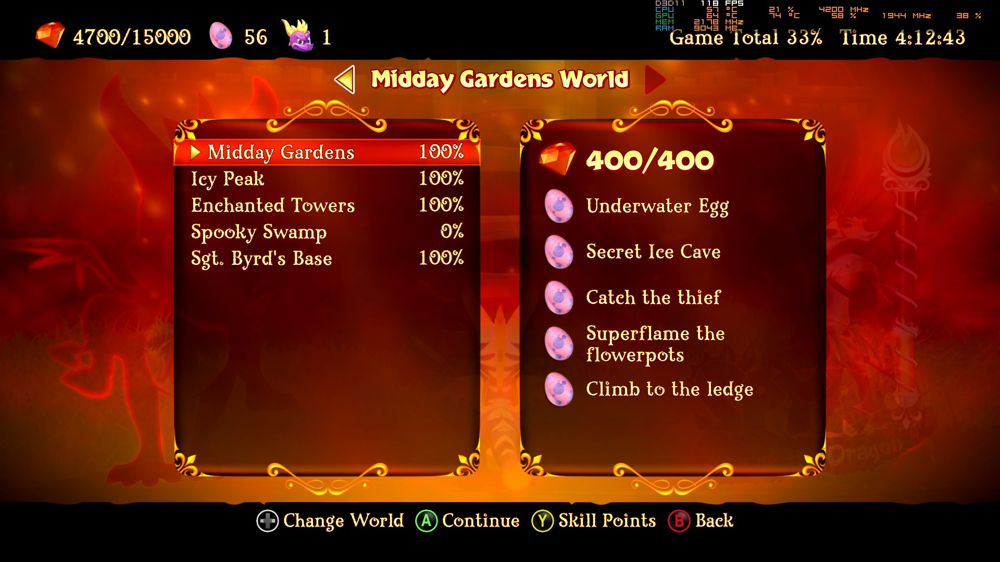 D3D11 118 FPS
CPU 57 °C 21 % 4200 MHz
GPU 64 °C 74 °C 58 % 1944 MHz 38 %
MEM 2178 MHz
RAM 9043 MB
4700/15000 56 1 Game Total 33% Time 4:12:43
Midday Gardens World
Midday Gardens 100%
Icy Peak 100%
Enchanted Towers 100%
Spooky Swamp 0%
Sgt. Byrd's Base 100%
400/400
Underwater Egg
Secret Ice Cave
Catch the thief
Superflame the
flowerpots
Climb to the ledge
Dragon
Change World A Continue Y Skill Points B Back